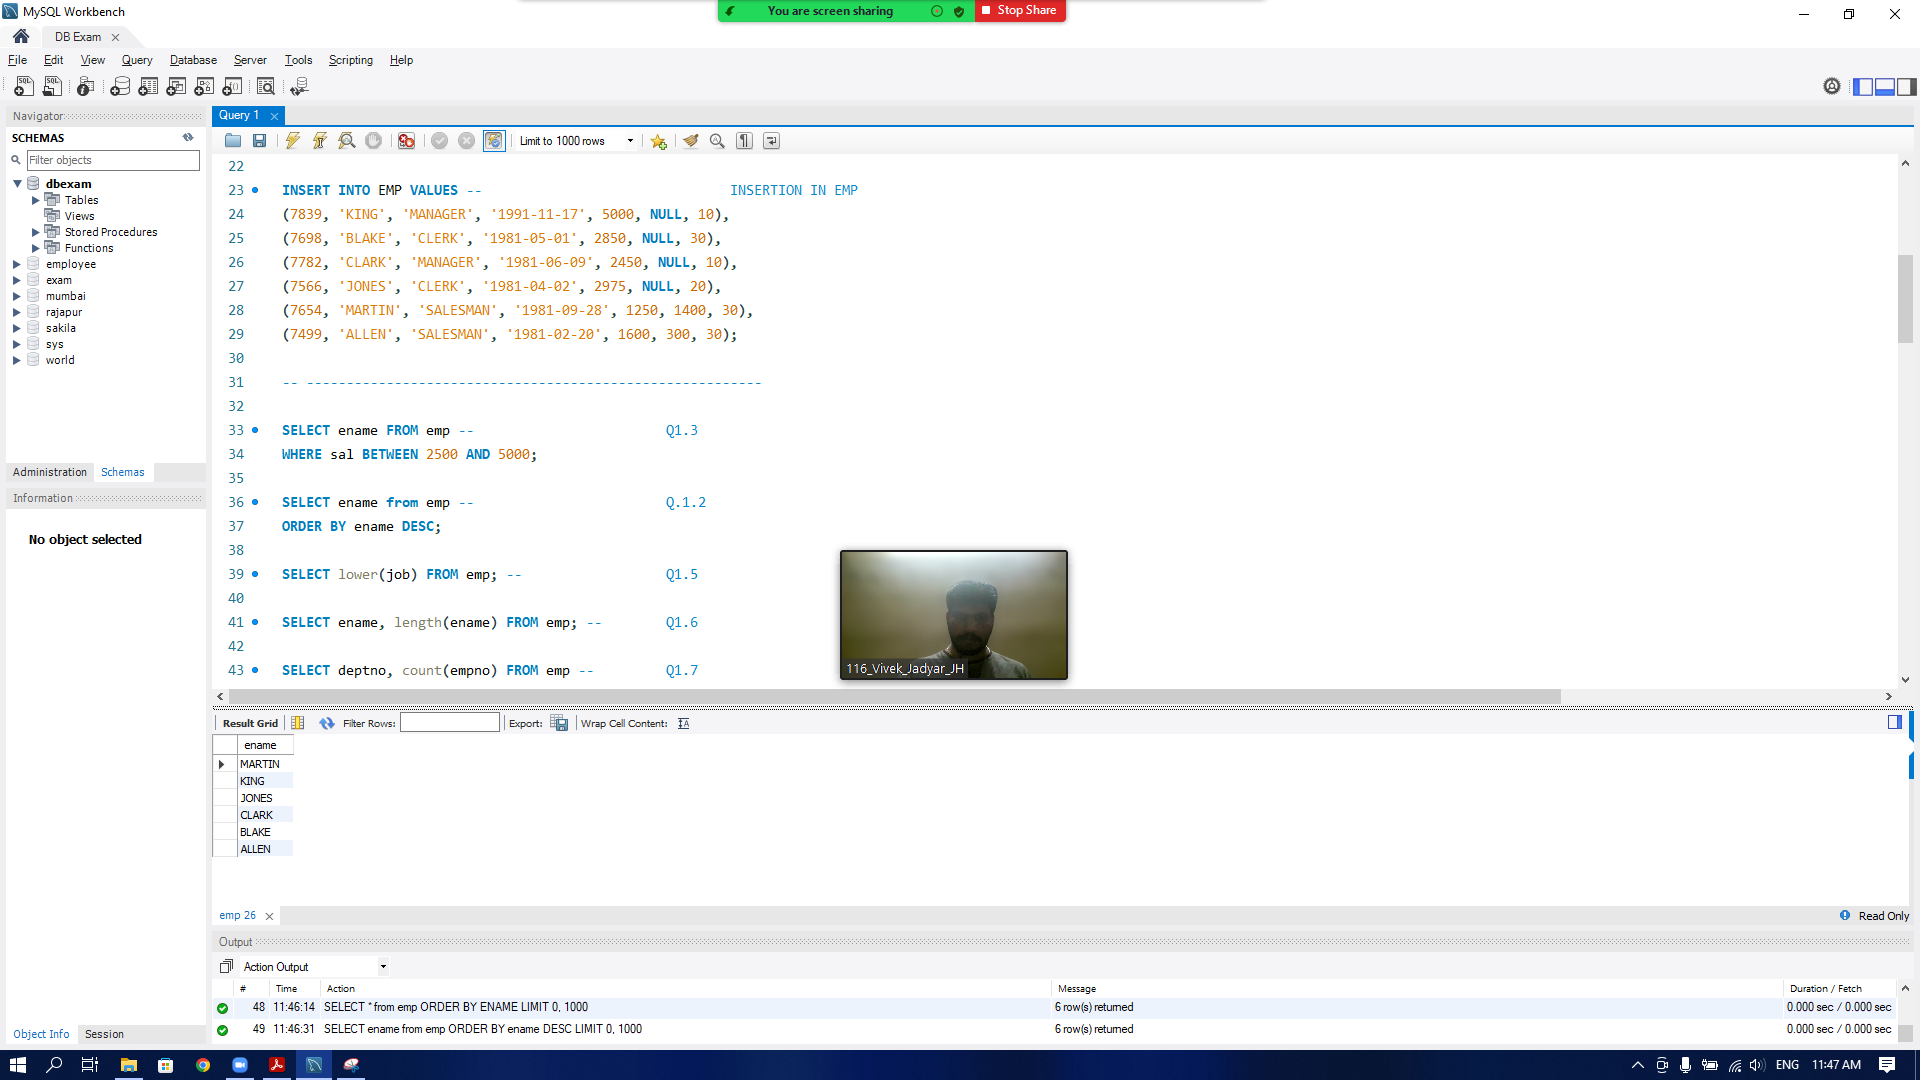 MySQL Workbench
You are screen sharing
Stop Share
DB Exam
File Edit View Query Database Server Tools Scripting Help
Navigator
SCHEMAS
Filter objects
dbexam
Tables
Views
Stored Procedures
Functions
employee
exam
mumbai
rajapur
sakila
sys
world
Administration Schemas
Information
No object selected
Object Info Session
Query 1
Limit to 1000 rows
22
23 INSERT INTO EMP VALUES -- INSERTION IN EMP
24 (7839, 'KING', 'MANAGER', '1991-11-17', 5000, NULL, 10),
25 (7698, 'BLAKE', 'CLERK', '1981-05-01', 2850, NULL, 30),
26 (7782, 'CLARK', 'MANAGER', '1981-06-09', 2450, NULL, 10),
27 (7566, 'JONES', 'CLERK', '1981-04-02', 2975, NULL, 20),
28 (7654, 'MARTIN', 'SALESMAN', '1981-09-28', 1250, 1400, 30),
29 (7499, 'ALLEN', 'SALESMAN', '1981-02-20', 1600, 300, 30);
30
31 -- ---------------------------------------------------------
32
33 SELECT ename FROM emp -- Q1.3
34 WHERE sal BETWEEN 2500 AND 5000;
35
36 SELECT ename from emp -- Q.1.2
37 ORDER BY ename DESC;
38
39 SELECT lower(job) FROM emp; -- Q1.5
40
41 SELECT ename, length(ename) FROM emp; -- Q1.6
42
43 SELECT deptno, count(empno) FROM emp -- Q1.7
116_Vivek_Jadyar_JH
Result Grid Filter Rows: Export: Wrap Cell Content:
ename
MARTIN
KING
JONES
CLARK
BLAKE
ALLEN
emp 26
Read Only
Output
Action Output
# Time Action Message Duration / Fetch
48 11:46:14 SELECT * from emp ORDER BY ENAME LIMIT 0, 1000 6 row(s) returned 0.000 sec / 0.000 sec
49 11:46:31 SELECT ename from emp ORDER BY ename DESC LIMIT 0, 1000 6 row(s) returned 0.000 sec / 0.000 sec
ENG 11:47 AM